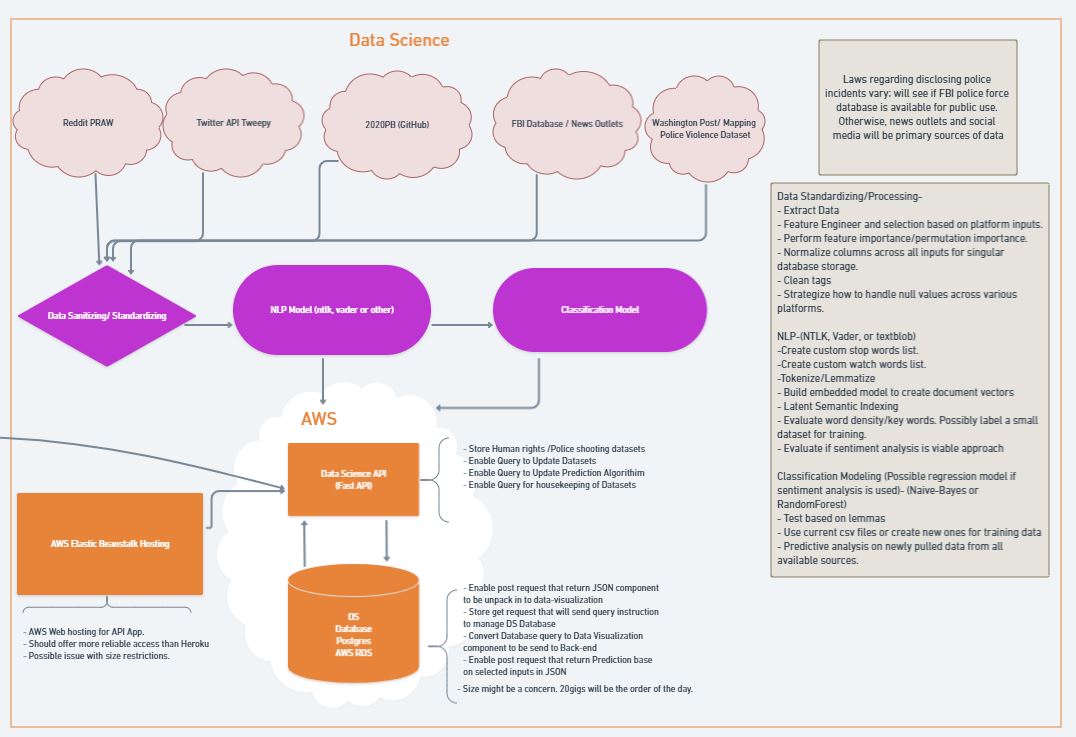 Data Science
Reddit PRAW
Twitter API Tweepy
2020PB (GitHub)
FBI Database / News Outlets
Washington Post/ Mapping
Police Violence Dataset
Laws regarding disclosing police
incidents vary; will see if FBI police force
database is available for public use.
Otherwise, news outlets and social
media will be primary sources of data
Data Sanitizing/ Standardizing
NLP Model (ntlk, vader or other)
Classification Model
Data Standardizing/Processing-
- Extract Data
- Feature Engineer and selection based on platform inputs.
- Perform feature importance/permutation importance.
- Normalize columns across all inputs for singular
database storage.
- Clean tags
- Strategize how to handle null values across various
platforms.
NLP-(NTLK, Vader, or textblob)
-Create custom stop words list.
-Create custom watch words list.
-Tokenize/Lemmatize
- Build embedded model to create document vectors
- Latent Semantic Indexing
- Evaluate word density/key words. Possibly label a small
dataset for training.
- Evaluate if sentiment analysis is viable approach
Classification Modeling (Possible regression model if
sentiment analysis is used)- (Naive-Bayes or
RandomForest)
- Test based on lemmas
- Use current csv files or create new ones for training data
- Predictive analysis on newly pulled data from all
available sources.
AWS
Data Science API
(Fast API)
- Store Human rights /Police shooting datasets
- Enable Query to Update Datasets
- Enable Query to Update Prediction Algorithim
- Enable Query for housekeeping of Datasets
AWS Elastic Beanstalk Hosting
- AWS Web hosting for API App.
- Should offer more reliable access than Heroku
- Possible issue with size restrictions.
DS
Database
Postgres
AWS RDS
- Enable post request that return JSON component
to be unpack in to data-visualization
- Store get request that will send query instruction
to manage DS Database
- Convert Database query to Data Visualization
component to be send to Back-end
- Enable post request that return Prediction base
on selected inputs in JSON
- Size might be a concern. 20gigs will be the order of the day.